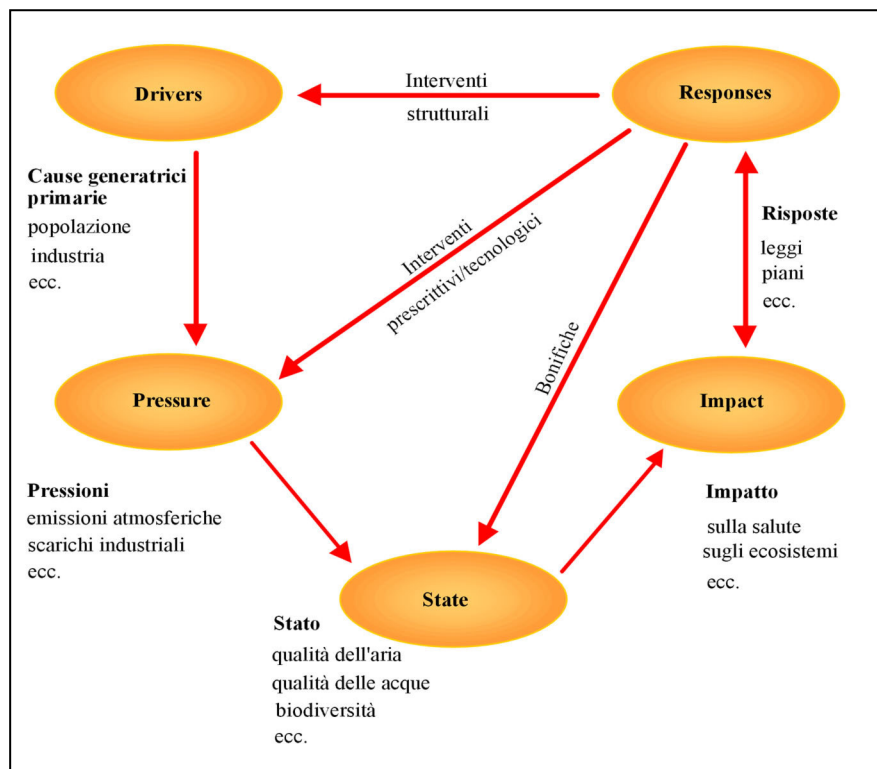 Drivers
Interventi
strutturali
Responses
Cause generatrici
primarie
popolazione
industria
ecc.
Interventi
prescrittivi/tecnologici
Bonifiche
Risposte
leggi
piani
ecc.
Pressure
Impact
Pressioni
emissioni atmosferiche
scarichi industriali
ecc.
Impatto
sulla salute
sugli ecosistemi
ecc.
State
Stato
qualità dell'aria
qualità delle acque
biodiversità
ecc.